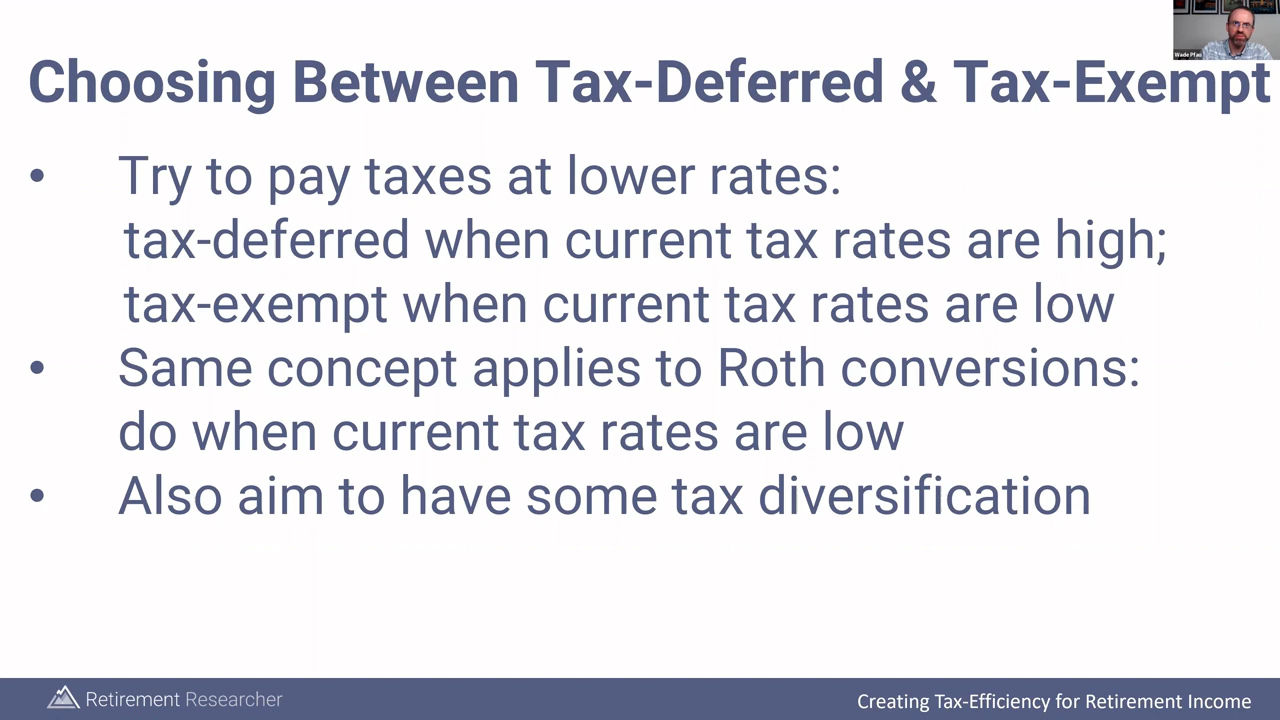 Wade Pfau
Choosing Between Tax-Deferred & Tax-Exempt
• Try to pay taxes at lower rates:
tax-deferred when current tax rates are high;
tax-exempt when current tax rates are low
• Same concept applies to Roth conversions:
do when current tax rates are low
• Also aim to have some tax diversification
Retirement Researcher
Creating Tax-Efficiency for Retirement Income